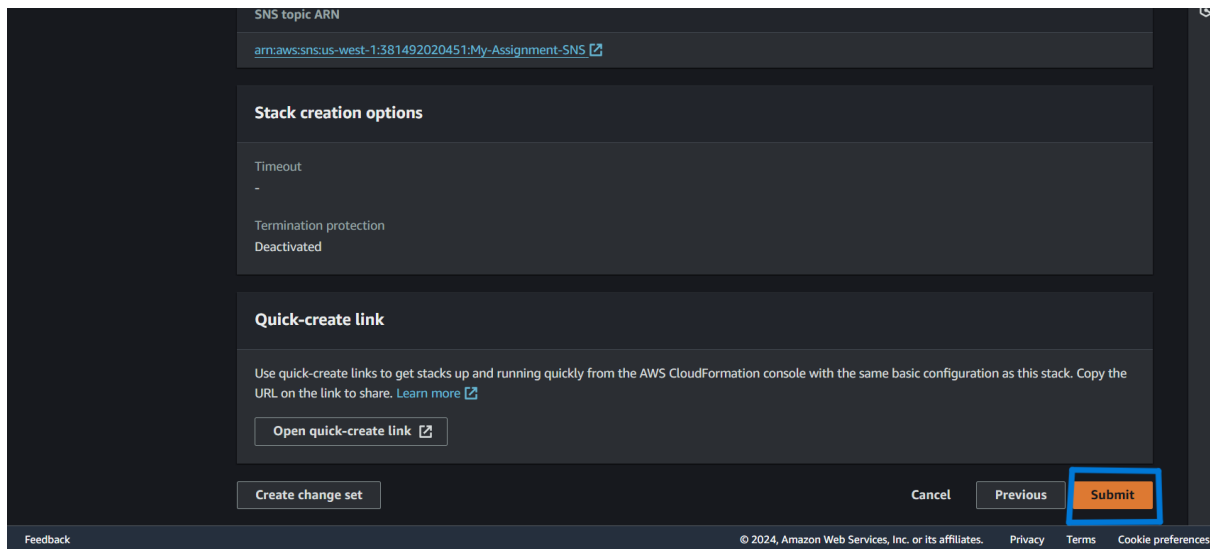 SNS topic ARN
arn:aws:sns:us-west-1:381492020451:My-Assignment-SNS
Stack creation options
Timeout
-
Termination protection
Deactivated
Quick-create link
Use quick-create links to get stacks up and running quickly from the AWS CloudFormation console with the same basic configuration as this stack. Copy the
URL on the link to share. Learn more
Open quick-create link
Create change set
Cancel
Previous
Submit
Feedback
© 2024, Amazon Web Services, Inc. or its affiliates.
Privacy
Terms
Cookie preferences